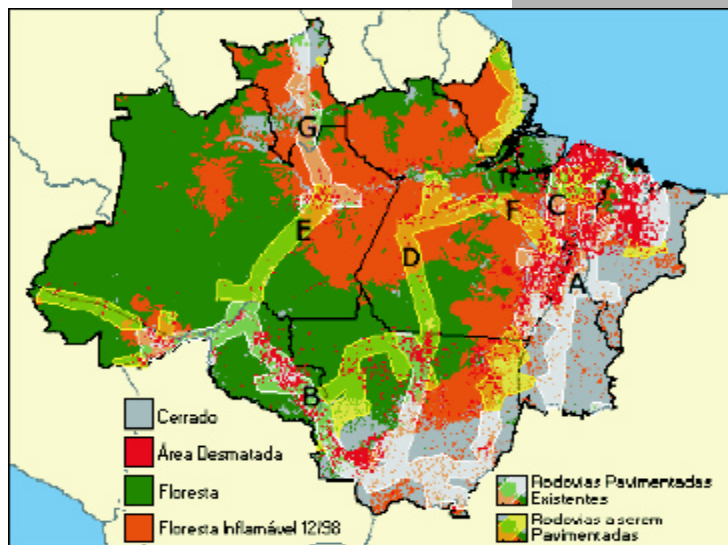 G
F
C
E
D
A
B
Cerrado
Área Desmatada
Floresta
Floresta Inflamável 12/98
Rodovias Pavimentadas
Existentes
Rodovias a serem
Pavimentadas